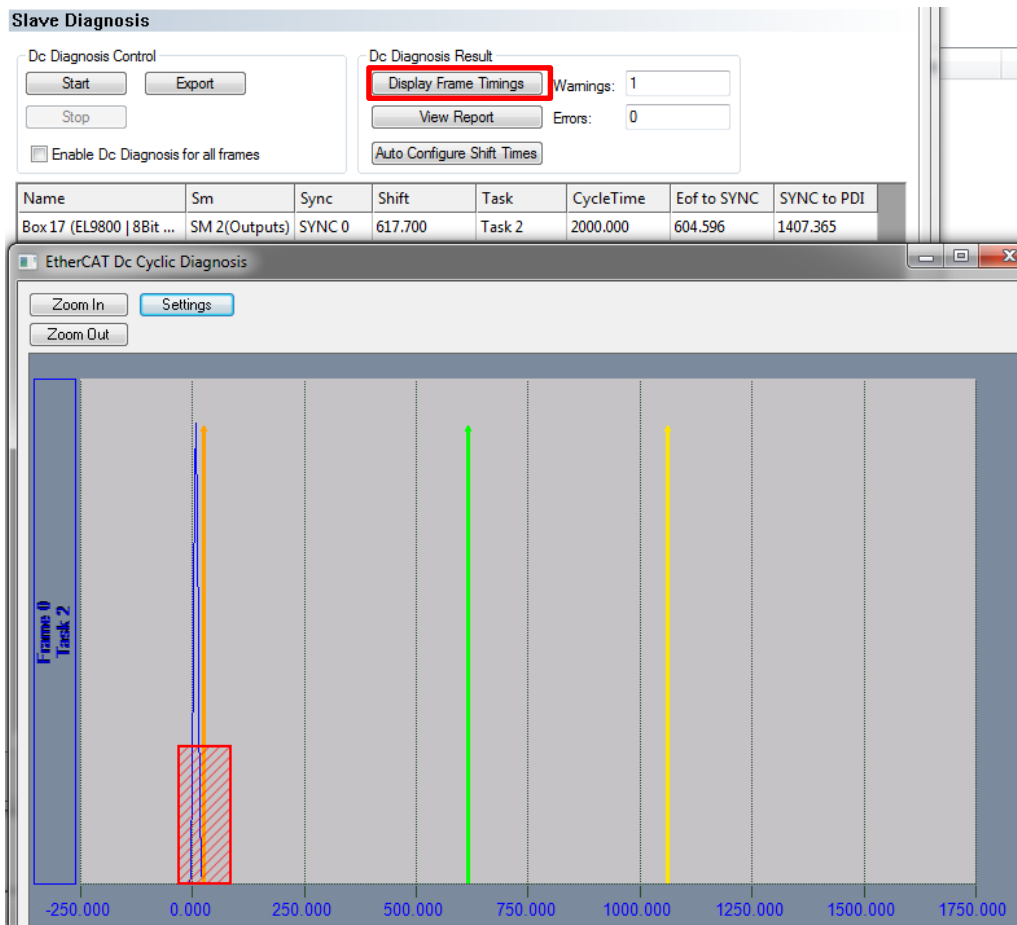 Slave Diagnosis
Dc Diagnosis Control
Dc Diagnosis Result
Start
Export
Display Frame Timings
Warnings:
1
Stop
View Report
Errors:
0
Enable Dc Diagnosis for all frames
Auto Configure Shift Times
Name
Sm
Sync
Shift
Task
CycleTime
Eof to SYNC
SYNC to PDI
Box 17 (EL9800 | 8Bit ...
SM 2(Outputs)
SYNC 0
617.700
Task 2
2000.000
604.596
1407.365
EtherCAT Dc Cyclic Diagnosis
Zoom In
Settings
Zoom Out
Frame 0
Task 2
-250.000
0.000
250.000
500.000
750.000
1000.000
1250.000
1500.000
1750.000